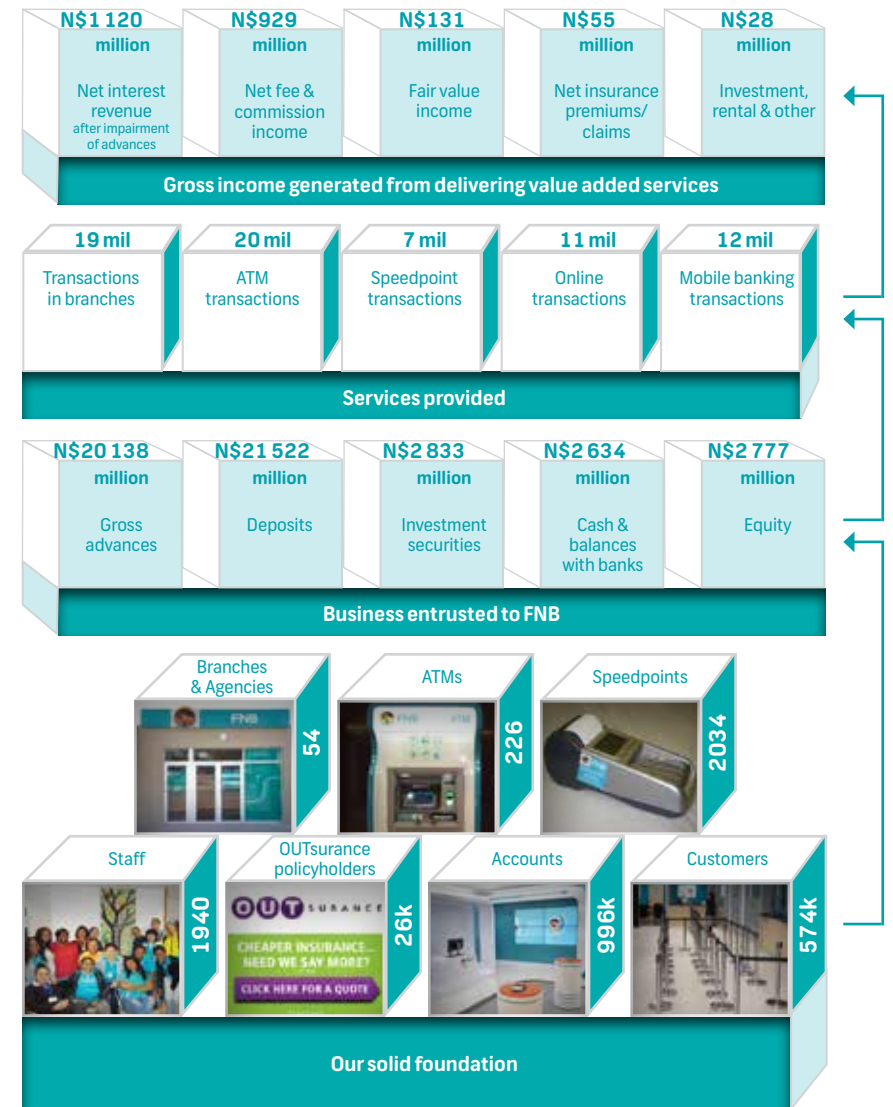 N$1 120 N$929 N$131 N$55 N$28
million million million million million
Net interest
revenue
after impairment
of advances
Net fee &
commission
income
Fair value
income
Net insurance
premiums/
claims
Investment,
rental & other
Gross income generated from delivering value added services
19 mil 20 mil 7 mil 11 mil 12 mil
Transactions
in branches
ATM
transactions
Speedpoint
transactions
Online
transactions
Mobile banking
transactions
Services provided
N$20 138 N$21 522 N$2 833 N$2 634 N$2 777
million million million million million
Gross
advances
Deposits
Investment
securities
Cash &
balances
with banks
Equity
Business entrusted to FNB
Branches
& Agencies
FNB
54
ATMs
FNB
226
Speedpoints
2034
Staff
1940
OUTsurance
policyholders
OUTSURANCE
CHEAPER INSURANCE...
NEED WE SAY MORE?
CLICK HERE FOR A QUOTE
26k
Accounts
996k
Customers
574k
Our solid foundation